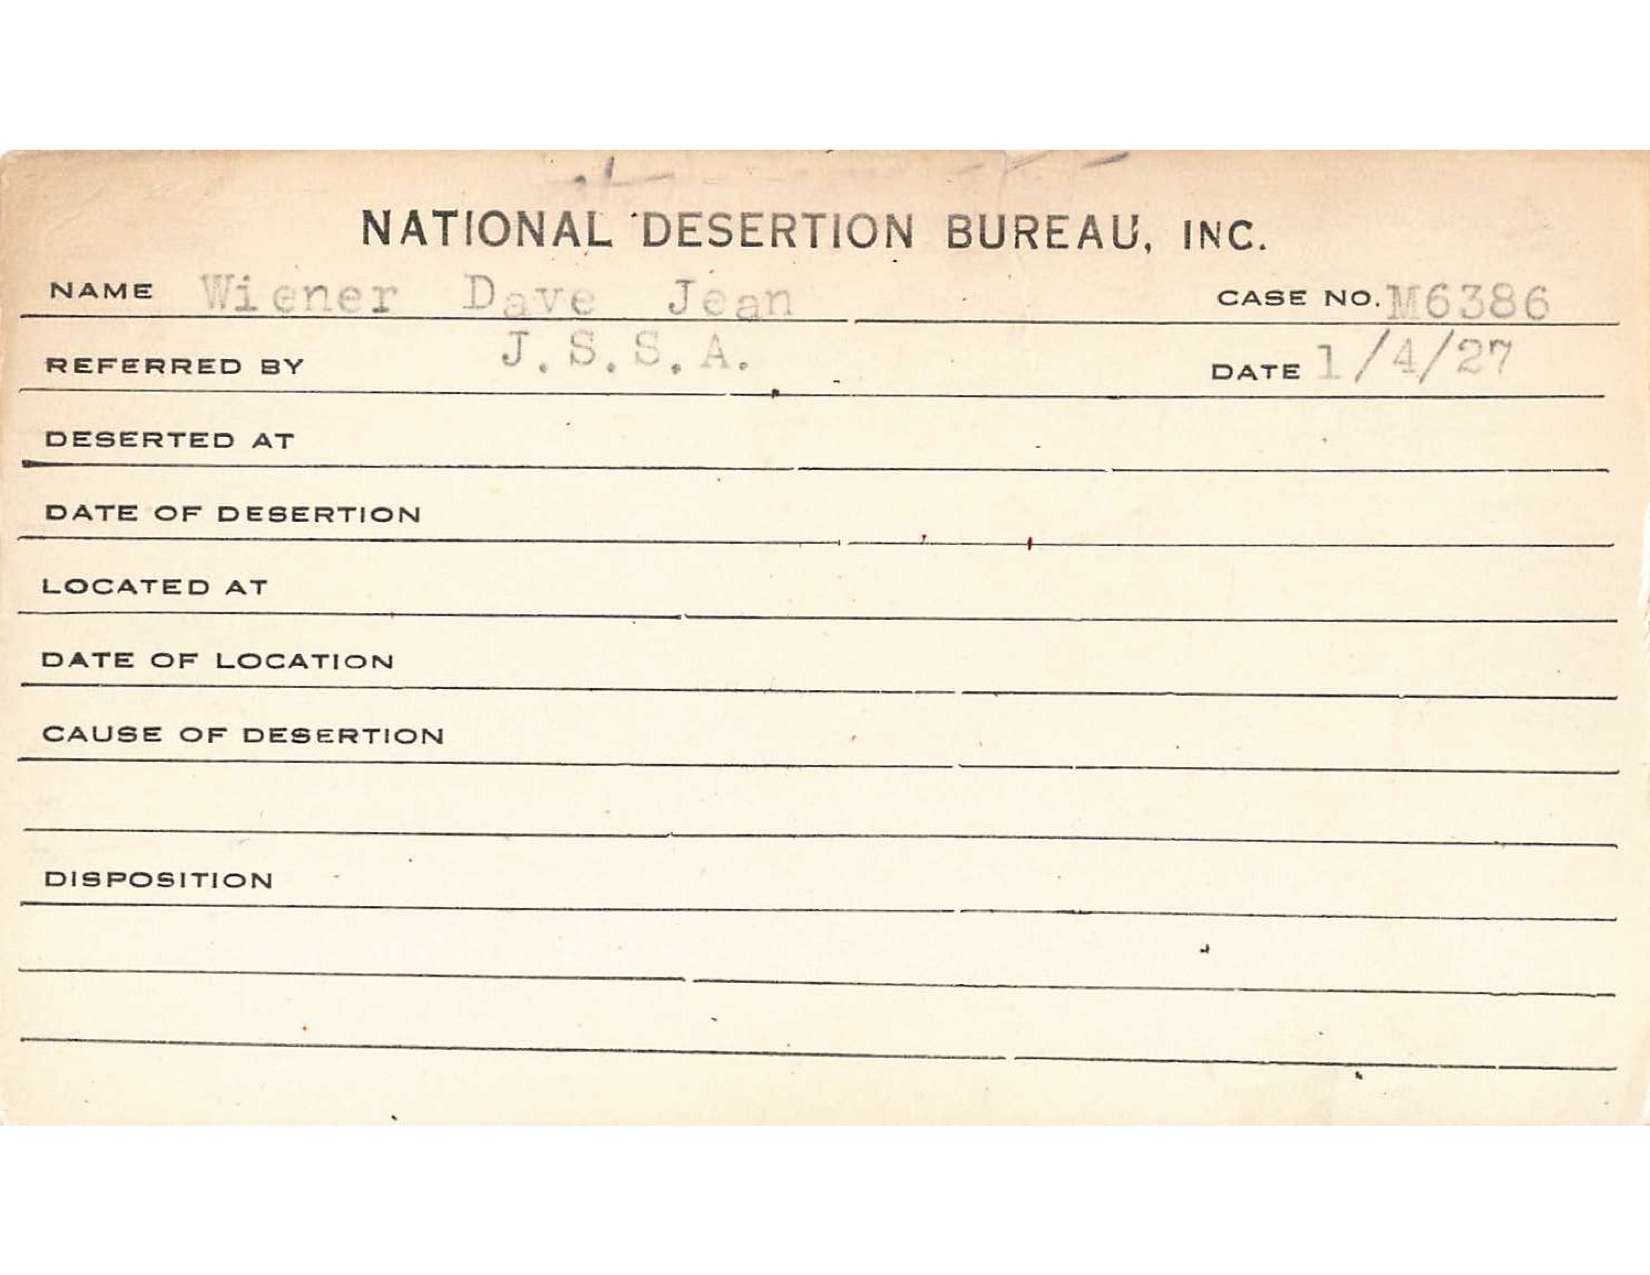 NATIONAL DESERTION BUREAU, INC.
NAME Wiener Dave Jean CASE NO. M6386
REFERRED BY J.S.S.A. DATE 1/4/27
DESERTED AT
DATE OF DESERTION
LOCATED AT
DATE OF LOCATION
CAUSE OF DESERTION
DISPOSITION